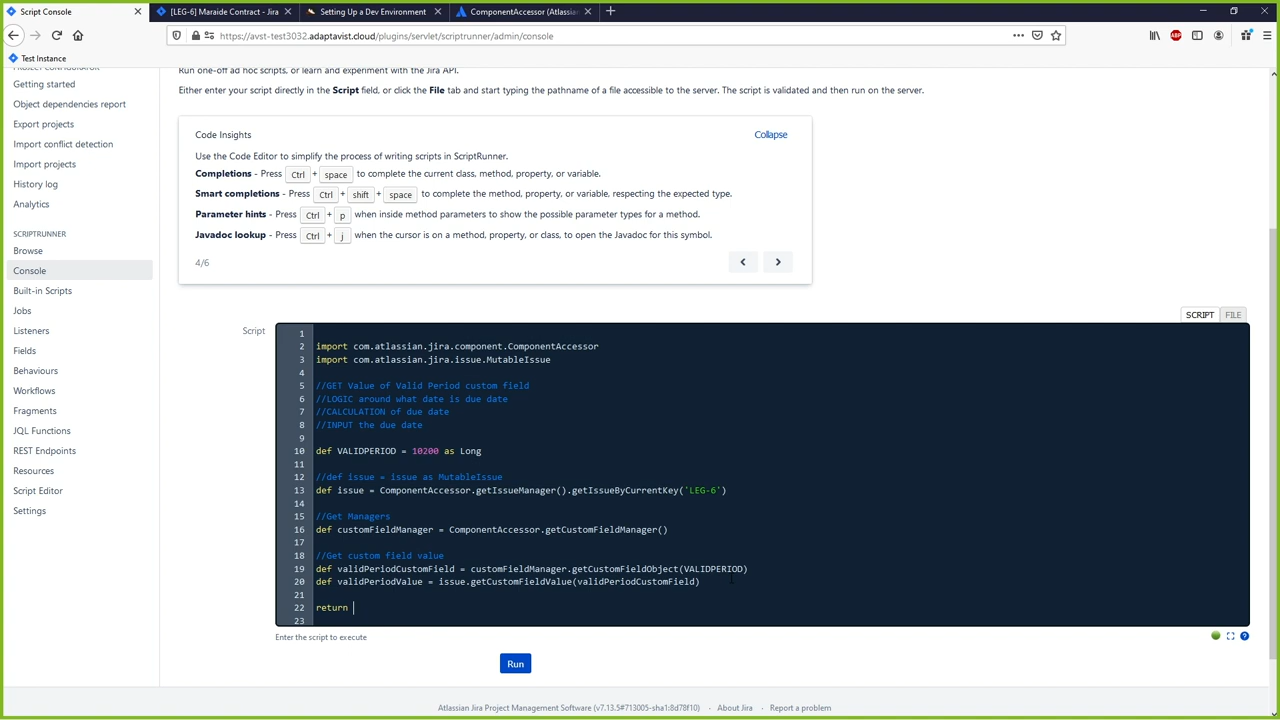 Script Console
[LEG-6] Maraide Contract - Jira
Setting Up a Dev Environment
ComponentAccessor (Atlassian
https://avst-test3032.adaptavist.cloud/plugins/servlet/scriptrunner/admin/console
Test Instance
Getting started
Object dependencies report
Export projects
Import conflict detection
Import projects
History log
Analytics
SCRIPTRUNNER
Browse
Console
Built-in Scripts
Jobs
Listeners
Fields
Behaviours
Workflows
Fragments
JQL Functions
REST Endpoints
Resources
Script Editor
Settings
Run one-off ad hoc scripts, or learn and experiment with the Jira API.
Either enter your script directly in the Script field, or click the File tab and start typing the pathname of a file accessible to the server. The script is validated and then run on the server.
Code Insights
Collapse
Use the Code Editor to simplify the process of writing scripts in ScriptRunner.
Completions - Press Ctrl + space to complete the current class, method, property, or variable.
Smart completions - Press Ctrl + shift + space to complete the method, property, or variable, respecting the expected type.
Parameter hints - Press Ctrl + p when inside method parameters to show the possible parameter types for a method.
Javadoc lookup - Press Ctrl + j when the cursor is on a method, property, or class, to open the Javadoc for this symbol.
4/6
SCRIPT FILE
Script
1
2 import com.atlassian.jira.component.ComponentAccessor
3 import com.atlassian.jira.issue.MutableIssue
4
5 //GET Value of Valid Period custom field
6 //LOGIC around what date is due date
7 //CALCULATION of due date
8 //INPUT the due date
9
10 def VALIDPERIOD = 10200 as Long
11
12 //def issue = issue as MutableIssue
13 def issue = ComponentAccessor.getIssueManager().getIssueByCurrentKey('LEG-6')
14
15 //Get Managers
16 def customFieldManager = ComponentAccessor.getCustomFieldManager()
17
18 //Get custom field value
19 def validPeriodCustomField = customFieldManager.getCustomFieldObject(VALIDPERIOD)
20 def validPeriodValue = issue.getCustomFieldValue(validPeriodCustomField)
21
22 return
23
Enter the script to execute
Run
Atlassian Jira Project Management Software (v7.13.5#713005-sha1:8d78f10) · About Jira · Report a problem